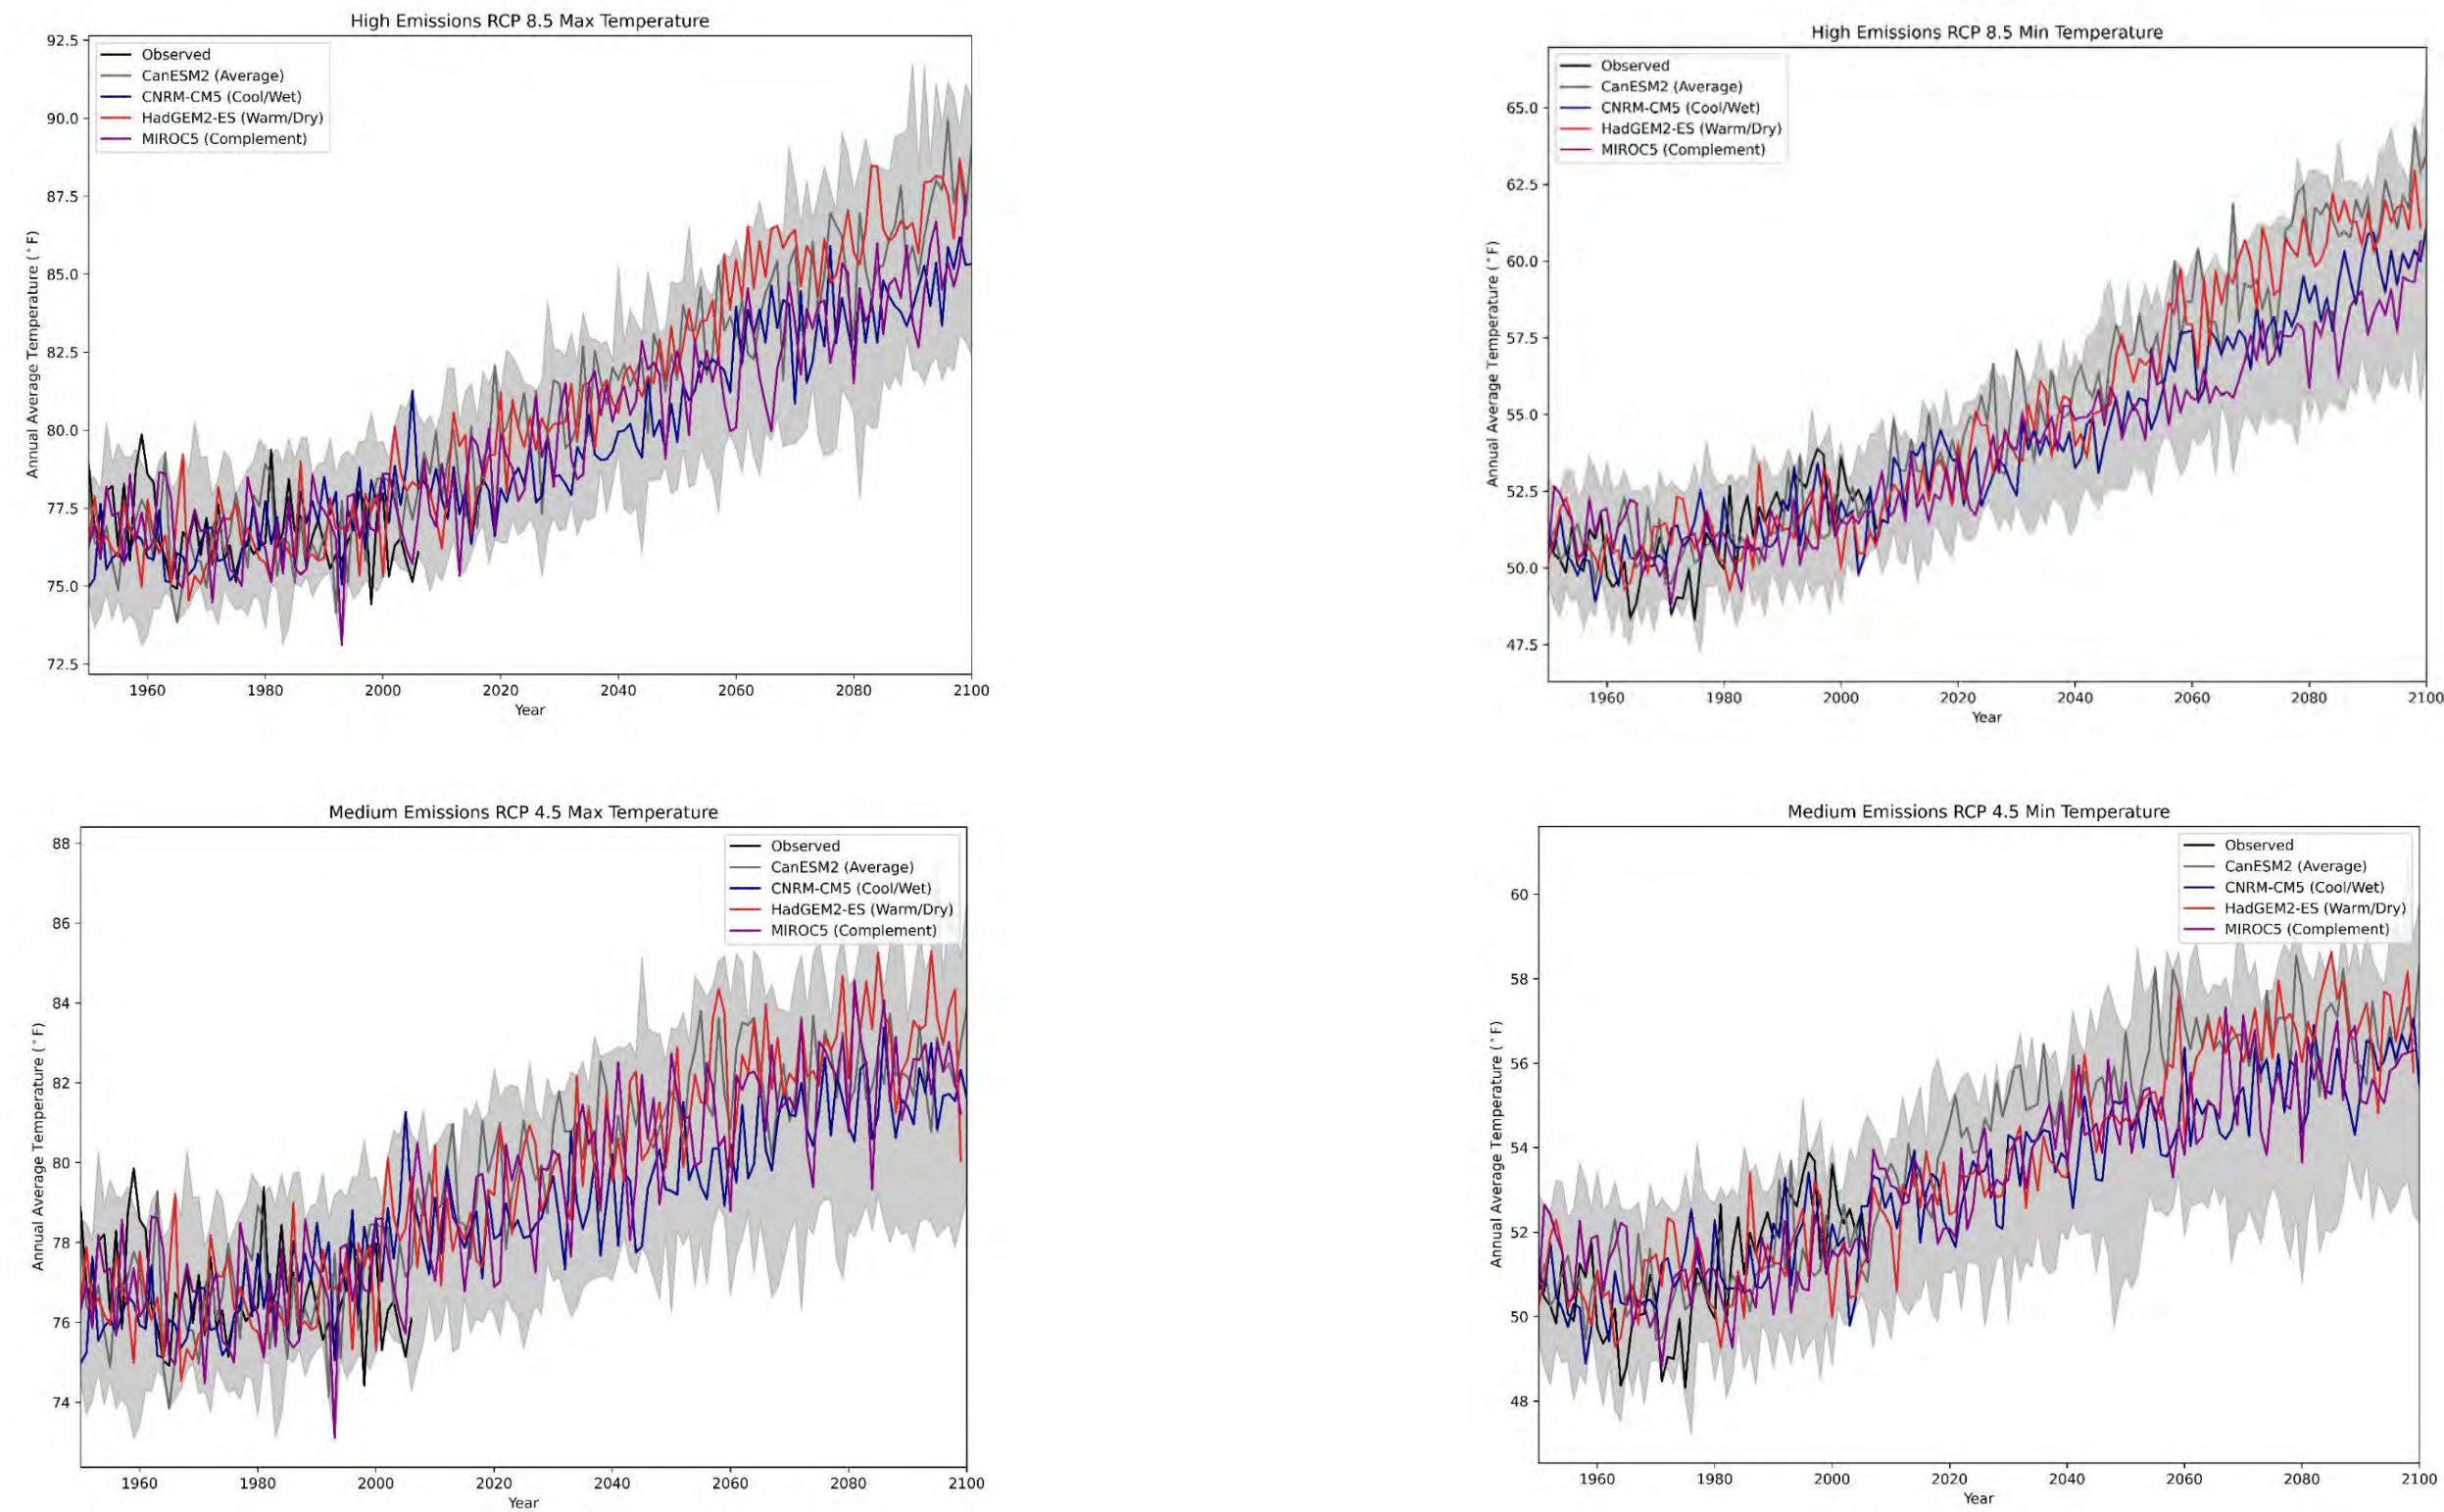 High Emissions RCP 8.5 Max Temperature
92.5
90.0
87.5
85.0
82.5
80.0
77.5
75.0
72.5
Annual Average Temperature (°F)
Observed
CanESM2 (Average)
CNRM-CM5 (Cool/Wet)
HadGEM2-ES (Warm/Dry)
MIROC5 (Complement)
1960 1980 2000 2020 2040 2060 2080 2100
Year
High Emissions RCP 8.5 Min Temperature
65.0
62.5
60.0
57.5
55.0
52.5
50.0
47.5
Annual Average Temperature (°F)
Observed
CanESM2 (Average)
CNRM-CM5 (Cool/Wet)
HadGEM2-ES (Warm/Dry)
MIROC5 (Complement)
1960 1980 2000 2020 2040 2060 2080 2100
Year
Medium Emissions RCP 4.5 Max Temperature
88
86
84
82
80
78
76
74
Annual Average Temperature (°F)
Observed
CanESM2 (Average)
CNRM-CM5 (Cool/Wet)
HadGEM2-ES (Warm/Dry)
MIROC5 (Complement)
1960 1980 2000 2020 2040 2060 2080 2100
Year
Medium Emissions RCP 4.5 Min Temperature
60
58
56
54
52
50
48
Annual Average Temperature (°F)
Observed
CanESM2 (Average)
CNRM-CM5 (Cool/Wet)
HadGEM2-ES (Warm/Dry)
MIROC5 (Complement)
1960 1980 2000 2020 2040 2060 2080 2100
Year